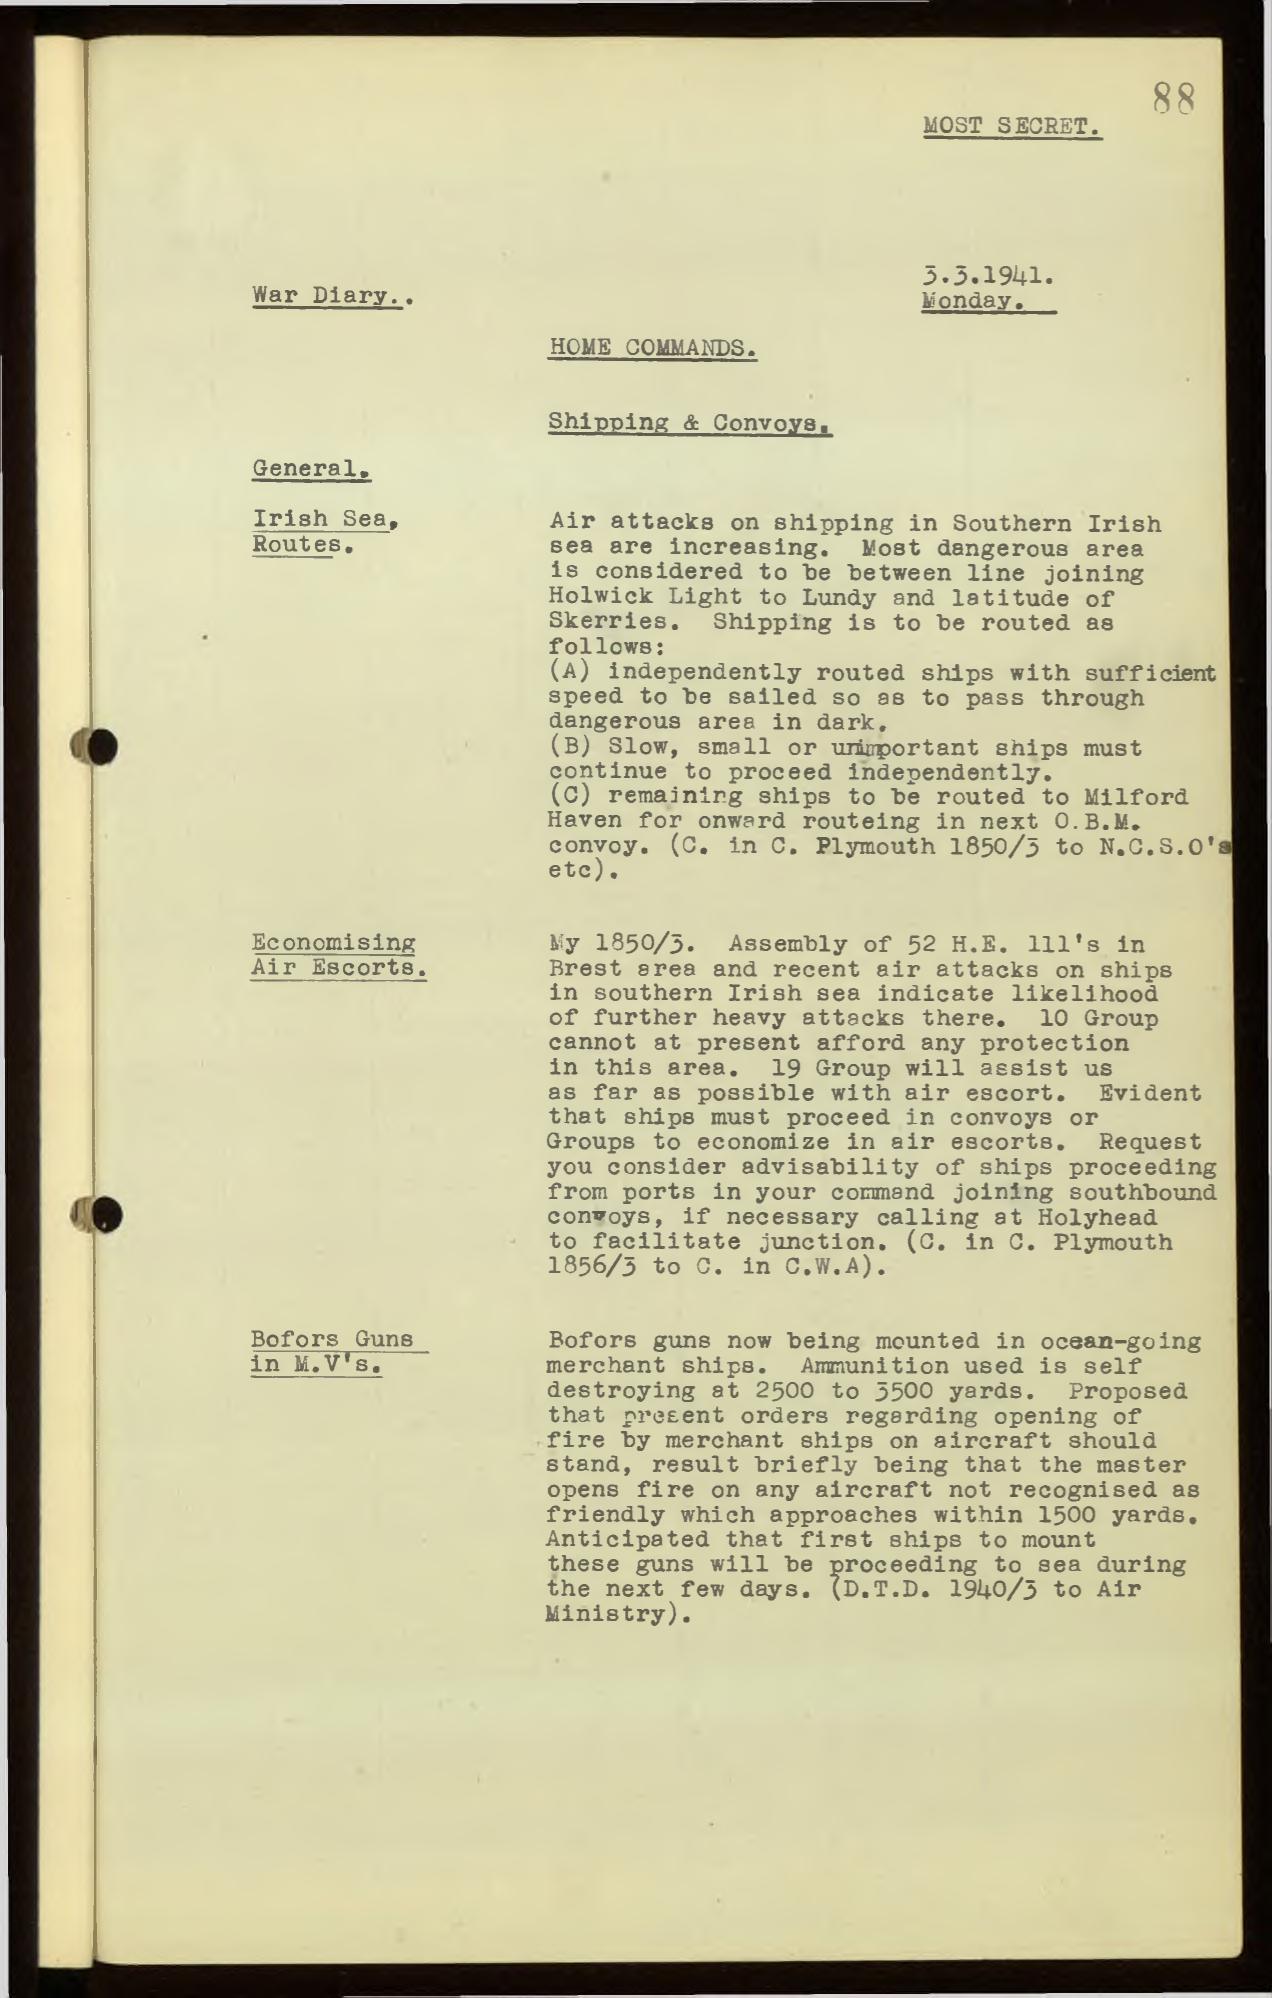 88
MOST SECRET.
3.3.1941.
War Diary..
Monday.
HOME COMMANDS.
Shipping & Convoys.
General.
Irish Sea,
Routes.
Air attacks on shipping in Southern Irish
sea are increasing. Most dangerous area
is considered to be between line joining
Holwick Light to Lundy and latitude of
Skerries. Shipping is to be routed as
follows:
(A) independently routed ships with sufficient
speed to be sailed so as to pass through
dangerous area in dark.
(B) Slow, small or unimportant ships must
continue to proceed independently.
(C) remaining ships to be routed to Milford
Haven for onward routeing in next O.B.M.
convoy. (C. in C. Plymouth 1850/3 to N.C.S.O's
etc).
Economising
Air Escorts.
My 1850/3. Assembly of 52 H.E. 111's in
Brest area and recent air attacks on ships
in southern Irish sea indicate likelihood
of further heavy attacks there. 10 Group
cannot at present afford any protection
in this area. 19 Group will assist us
as far as possible with air escort. Evident
that ships must proceed in convoys or
Groups to economize in air escorts. Request
you consider advisability of ships proceeding
from ports in your command joining southbound
convoys, if necessary calling at Holyhead
to facilitate junction. (C. in C. Plymouth
1856/3 to C. in C.W.A).
Bofors Guns
in M.V's.
Bofors guns now being mounted in ocean-going
merchant ships. Ammunition used is self
destroying at 2500 to 3500 yards. Proposed
that present orders regarding opening of
fire by merchant ships on aircraft should
stand, result briefly being that the master
opens fire on any aircraft not recognised as
friendly which approaches within 1500 yards.
Anticipated that first ships to mount
these guns will be proceeding to sea during
the next few days. (D.T.D. 1940/3 to Air
Ministry).